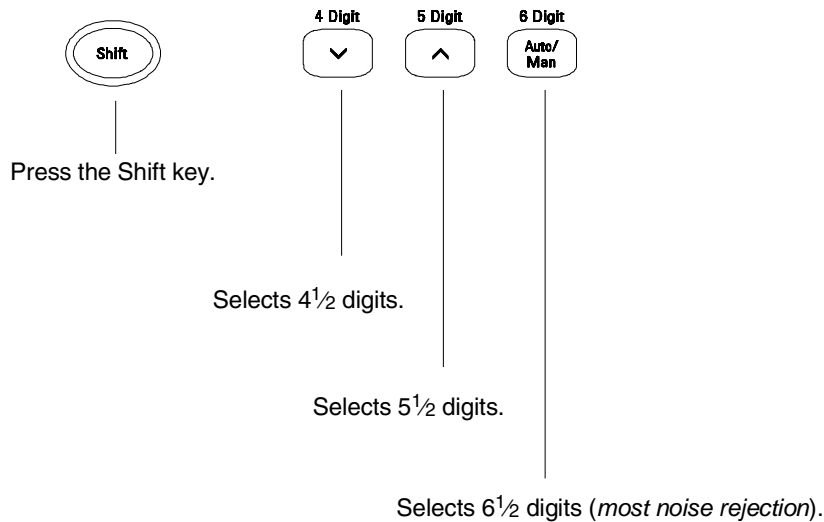 4 Digit 5 Digit 6 Digit
Shift
Auto/
Man
Press the Shift key.
Selects 4½ digits.
Selects 5½ digits.
Selects 6½ digits (most noise rejection).